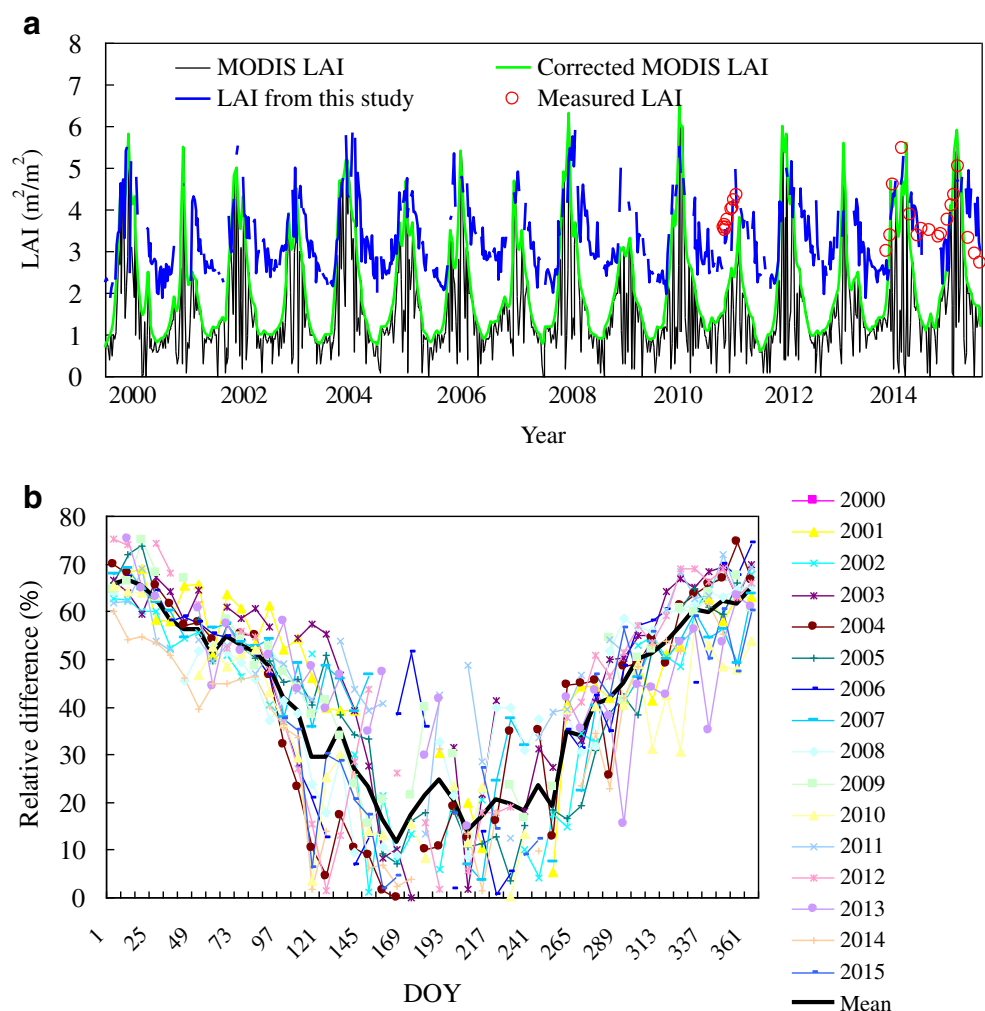 a
8
7
6
5
4
3
2
1
0
LAI (m²/m²)
MODIS LAI
Corrected MODIS LAI
LAI from this study
Measured LAI
2000 2002 2004 2006 2008 2010 2012 2014
Year
b
80
70
60
50
40
30
20
10
0
Relative difference (%)
1 25 49 73 97 121 145 169 193 217 241 265 289 313 337 361
DOY
2000
2001
2002
2003
2004
2005
2006
2007
2008
2009
2010
2011
2012
2013
2014
2015
Mean